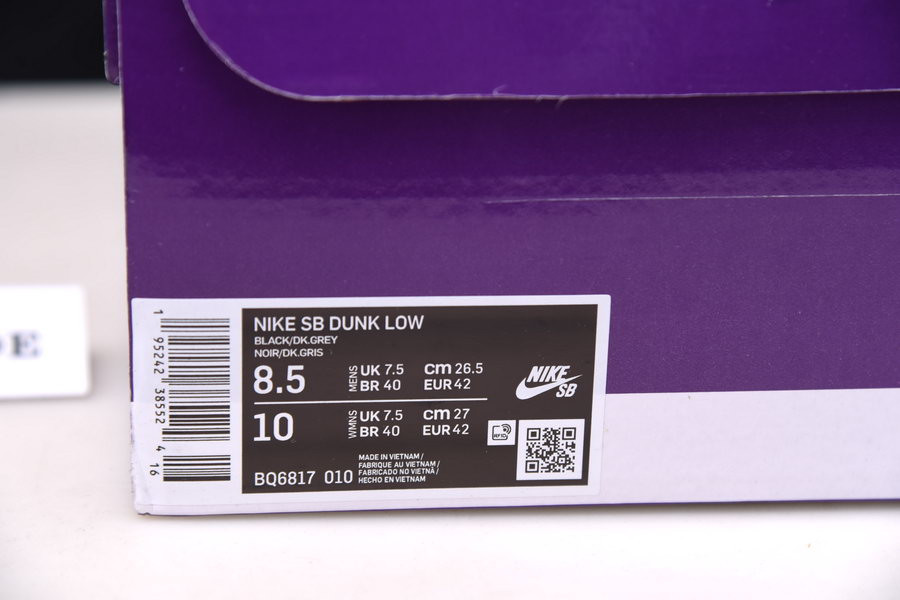 NIKE SB DUNK LOW
BLACK/DK.GREY
NOIR/DK.GRIS
8.5 MENS UK 7.5 cm 26.5
BR 40 EUR 42
10 WMNS UK 7.5 cm 27
BR 40 EUR 42
BQ6817 010
MADE IN VIETNAM /
FABRIQUE AU VIETNAM /
FABRICADO NO VIETNÃ /
HECHO EN VIETNAM
NIKE
SB
RFID
1 95242 38552 4 16